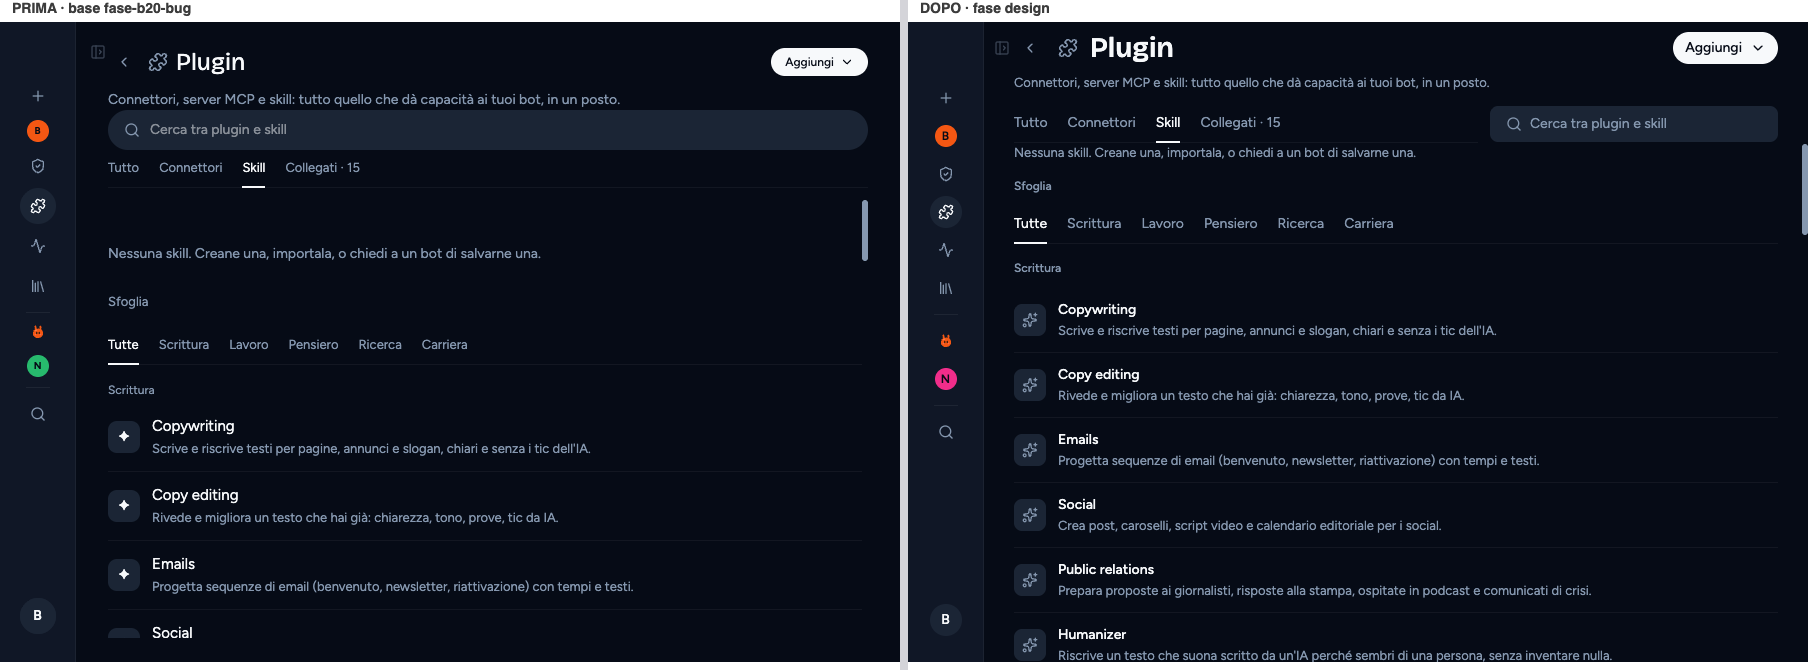 PRIMA · base fase-b20-bug
Plugin
Aggiungi
Connettori, server MCP e skill: tutto quello che dà capacità ai tuoi bot, in un posto.
Cerca tra plugin e skill
Tutto Connettori Skill Collegati · 15
Nessuna skill. Creane una, importala, o chiedi a un bot di salvarne una.
Sfoglia
Tutte Scrittura Lavoro Pensiero Ricerca Carriera
Scrittura
Copywriting
Scrive e riscrive testi per pagine, annunci e slogan, chiari e senza i tic dell'IA.
Copy editing
Rivede e migliora un testo che hai già: chiarezza, tono, prove, tic da IA.
Emails
Progetta sequenze di email (benvenuto, newsletter, riattivazione) con tempi e testi.
Social
B
N
B
DOPO · fase design
Plugin
Aggiungi
Connettori, server MCP e skill: tutto quello che dà capacità ai tuoi bot, in un posto.
Tutto Connettori Skill Collegati · 15
Cerca tra plugin e skill
Nessuna skill. Creane una, importala, o chiedi a un bot di salvarne una.
Sfoglia
Tutte Scrittura Lavoro Pensiero Ricerca Carriera
Scrittura
Copywriting
Scrive e riscrive testi per pagine, annunci e slogan, chiari e senza i tic dell'IA.
Copy editing
Rivede e migliora un testo che hai già: chiarezza, tono, prove, tic da IA.
Emails
Progetta sequenze di email (benvenuto, newsletter, riattivazione) con tempi e testi.
Social
Crea post, caroselli, script video e calendario editoriale per i social.
Public relations
Prepara proposte ai giornalisti, risposte alla stampa, ospitate in podcast e comunicati di crisi.
Humanizer
Riscrive un testo che suona scritto da un'IA perché sembri di una persona, senza inventare nulla.
B
N
B